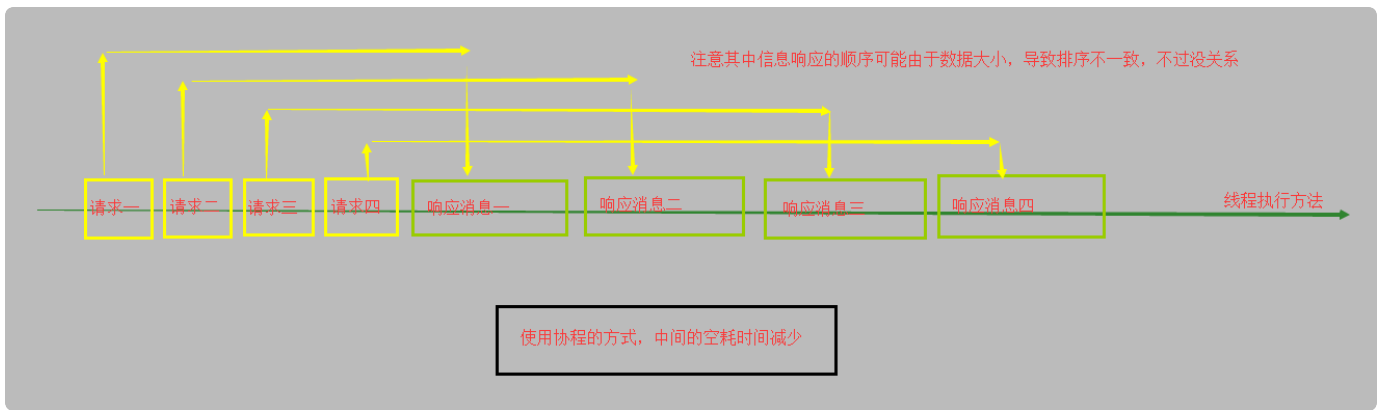 注意其中信息响应的顺序可能由于数据大小，导致排序不一致，不过没关系
请求一
请求二
请求三
请求四
响应消息一
响应消息二
响应消息三
响应消息四
线程执行方法
使用协程的方式，中间的空耗时间减少